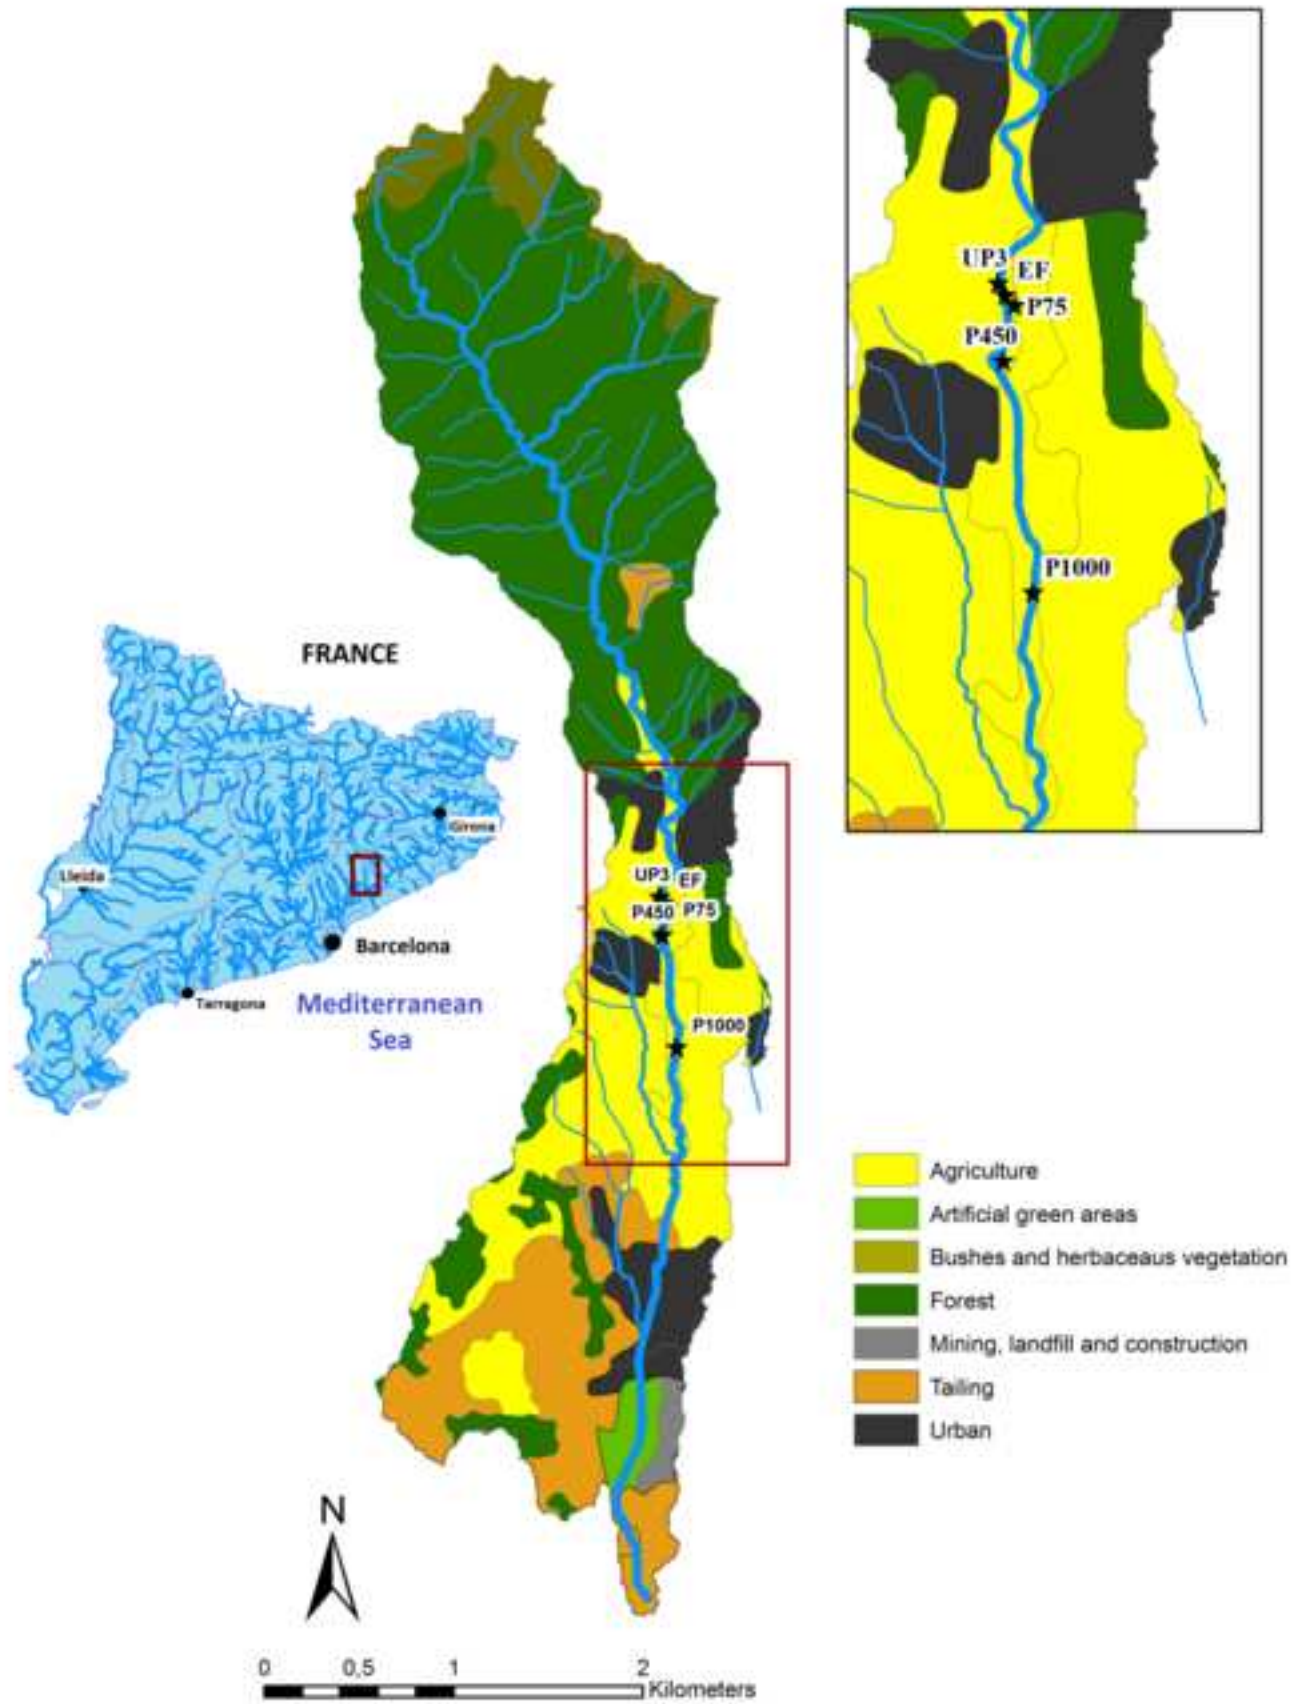 UP3
EF
P75
P450
P1000
FRANCE
Girona
Lleida
Barcelona
Tarragona
Mediterranean
Sea
UP3
EF
P450
P75
P1000
Agriculture
Artificial green areas
Bushes and herbaceaus vegetation
Forest
Mining, landfill and construction
Tailing
Urban
N
0 0,5 1 2
Kilometers